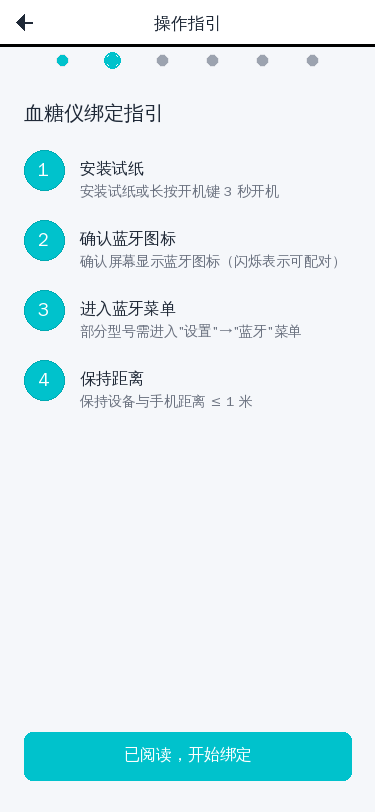 操作指引
血糖仪绑定指引
1
安装试纸
安装试纸或长按开机键 3 秒开机
2
确认蓝牙图标
确认屏幕显示蓝牙图标（闪烁表示可配对）
3
进入蓝牙菜单
部分型号需进入"设置"→"蓝牙"菜单
4
保持距离
保持设备与手机距离 ≤ 1 米
已阅读，开始绑定